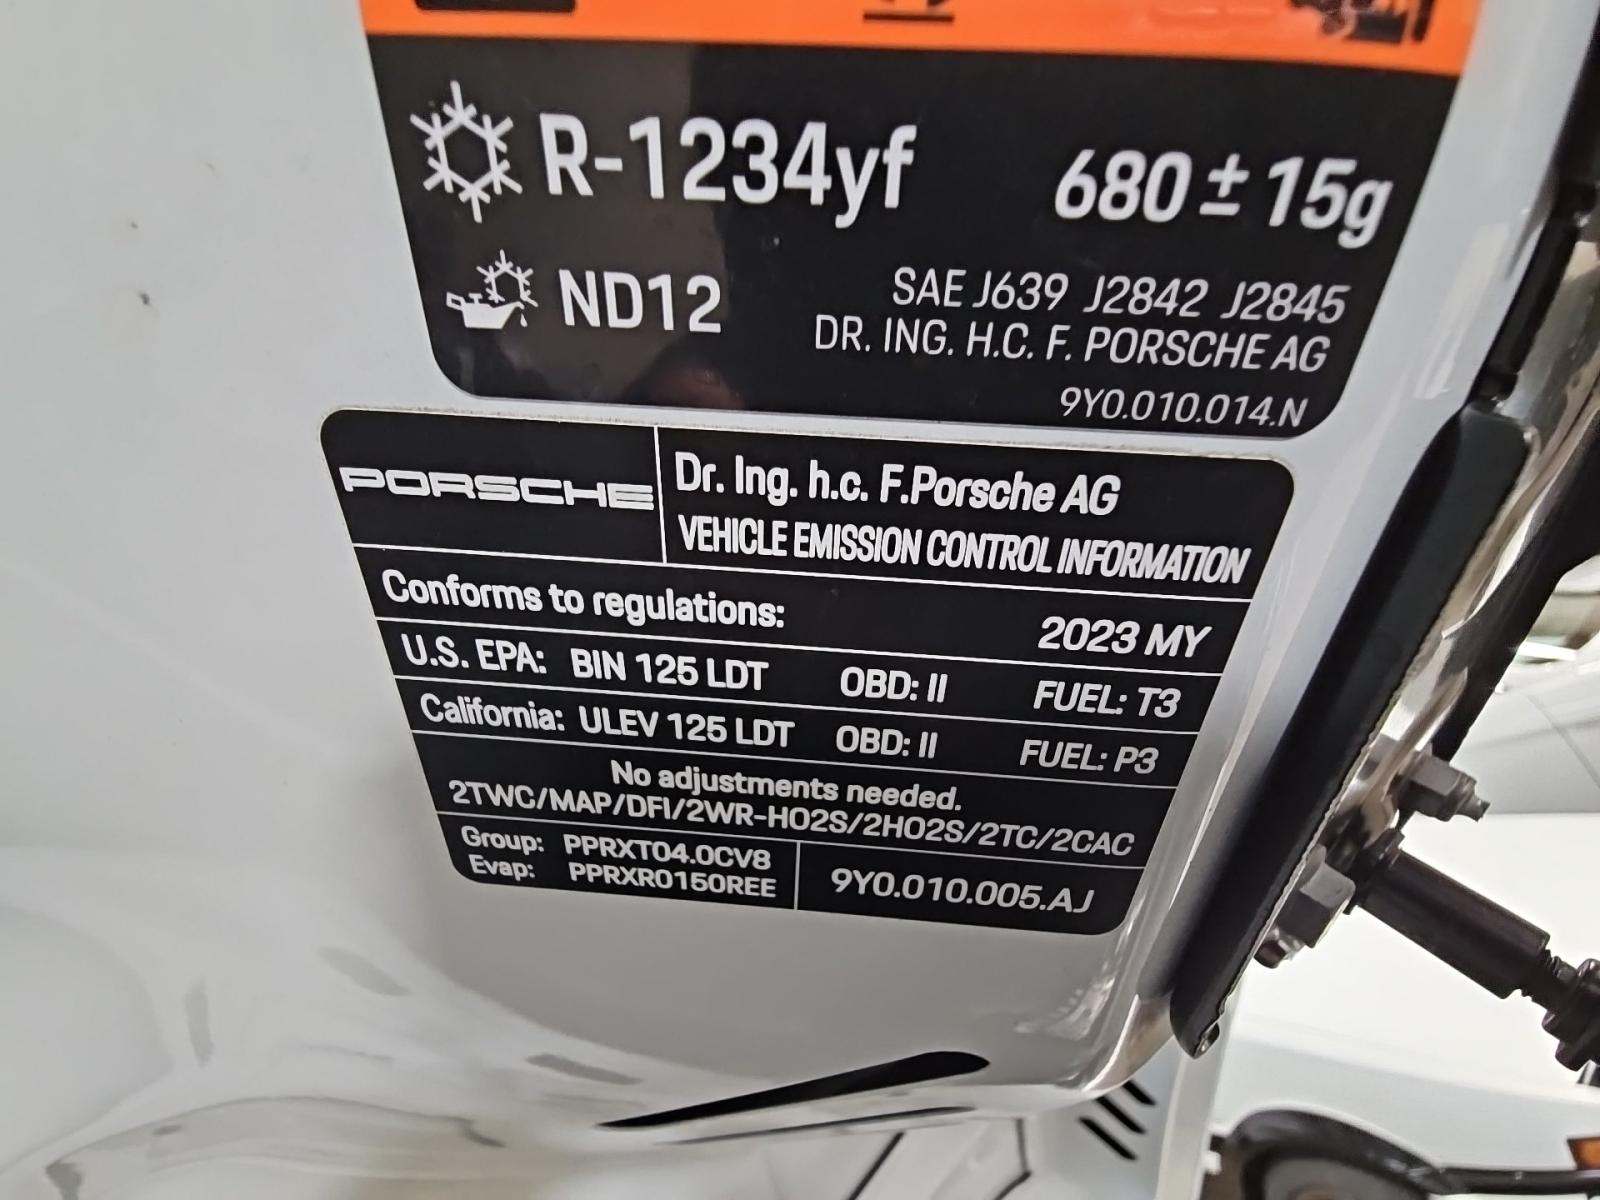 R-1234yf 680 ± 15g
ND12
SAE J639 J2842 J2845
DR. ING. H.C. F. PORSCHE AG
9Y0.010.014.N
PORSCHE
Dr. Ing. h.c. F.Porsche AG
VEHICLE EMISSION CONTROL INFORMATION
Conforms to regulations: 2023 MY
U.S. EPA: BIN 125 LDT OBD: II FUEL: T3
California: ULEV 125 LDT OBD: II FUEL: P3
No adjustments needed.
2TWC/MAP/DFI/2WR-HO2S/2HO2S/2TC/2CAC
Group: PPRXT04.0CV8
Evap: PPRXR0150REE
9Y0.010.005.AJ